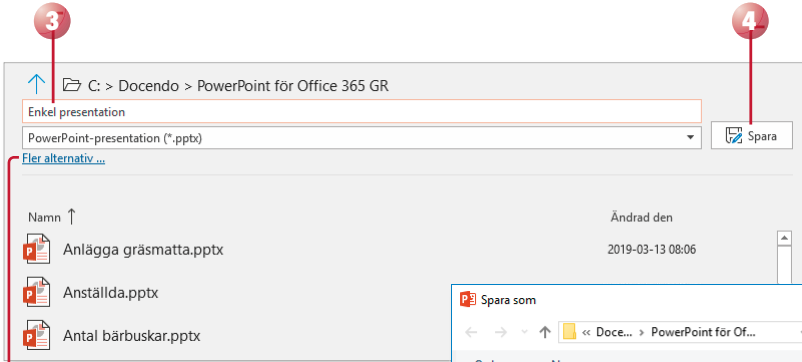 3
4
C: > Docendo > PowerPoint för Office 365 GR
Enkel presentation
PowerPoint-presentation (*.pptx)
Spara
Fler alternativ ...
Namn ↑
Ändrad den
Anlägga gräsmatta.pptx
2019-03-13 08:06
Anställda.pptx
Spara som
« Doce... > PowerPoint för Of...
Antal bärbuskar.pptx